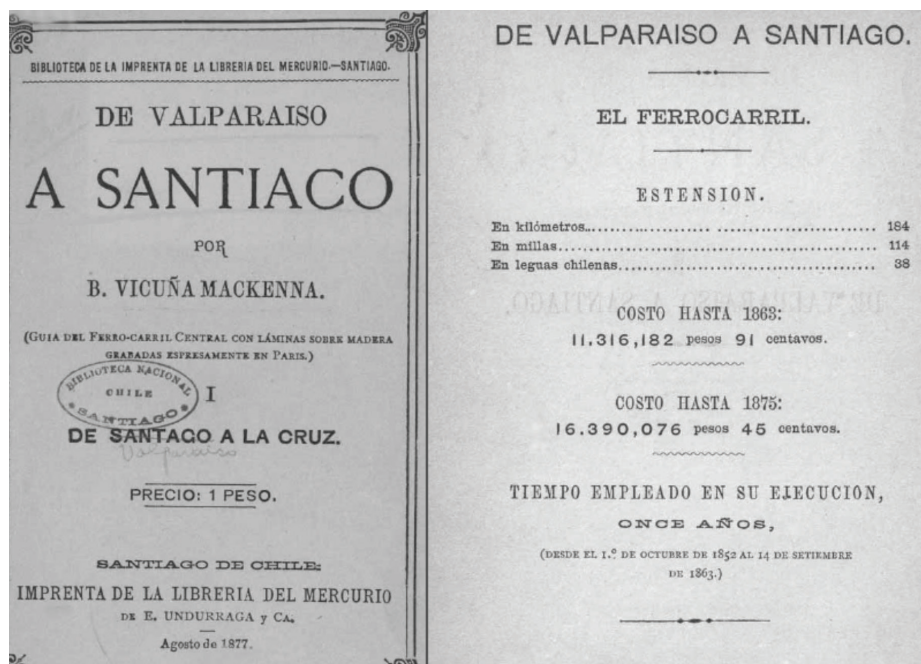 BIBLIOTECA DE LA IMPRENTA DE LA LIBRERIA DEL MERCURIO.—SANTIAGO.
DE VALPARAISO
A SANTIACO
POR
B. VICUÑA MACKENNA.
(GUIA DEL FERRO-CARRIL CENTRAL CON LÁMINAS SOBRE MADERA
GRABADAS ESPRESAMENTE EN PARIS.)
BIBLIOTECA NACIONAL
CHILE
SANTIAGO
I
DE SANTAGO A LA CRUZ.
Valparaiso
PRECIO: 1 PESO.
SANTIAGO DE CHILE:
IMPRENTA DE LA LIBRERIA DEL MERCURIO
DE E. UNDURRAGA y CA.
Agosto de 1877.
DE VALPARAISO A SANTIAGO.
EL FERROCARRIL.
ESTENSION.
En kilómetros.......................................... 184
En millas.......................................... 114
En leguas chilenas.......................................... 38
COSTO HASTA 1863:
11.316,182 pesos 91 centavos.
COSTO HASTA 1875:
16.390,076 pesos 45 centavos.
TIEMPO EMPLEADO EN SU EJECUCION,
ONCE AÑOS,
(DESDE EL 1.º DE OCTUBRE DE 1852 AL 14 DE SETIEMBRE
DE 1863.)